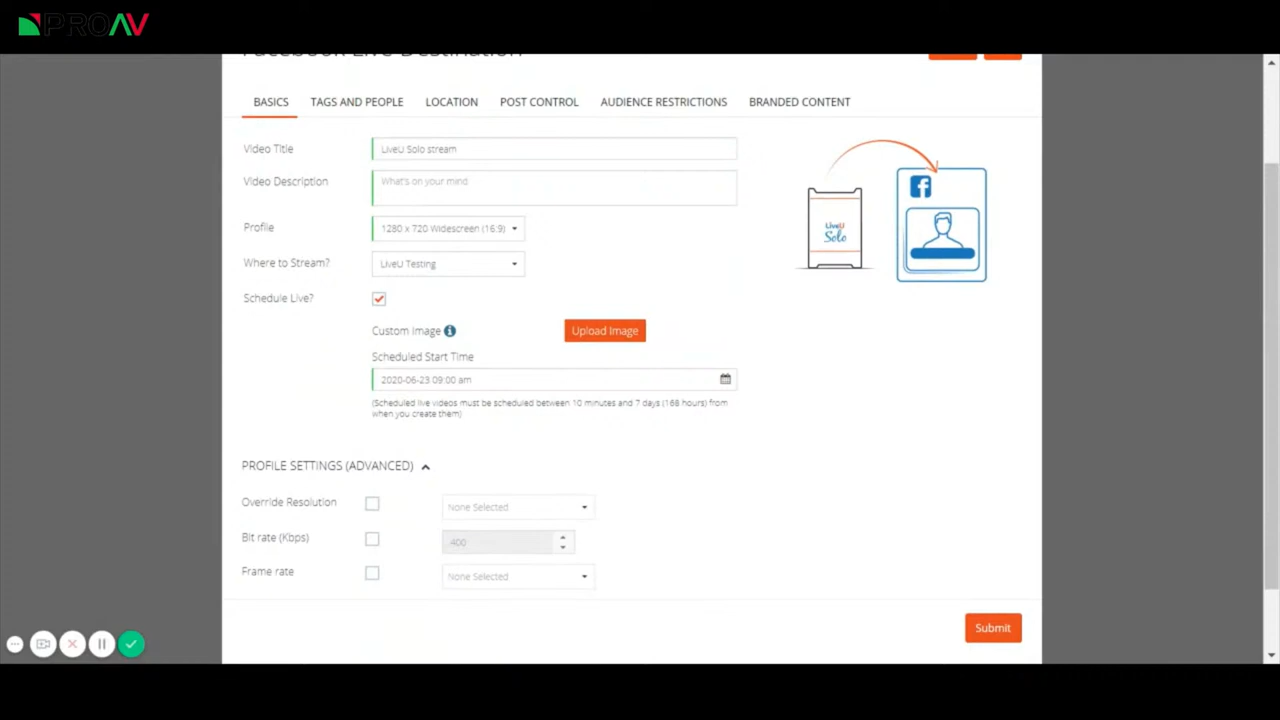 PROAV
Facebook Live Destination
BASICS TAGS AND PEOPLE LOCATION POST CONTROL AUDIENCE RESTRICTIONS BRANDED CONTENT
Video Title LiveU Solo stream
Video Description What's on your mind
LiveU
Solo
Profile 1280 x 720 Widescreen (16:9)
Where to Stream? LiveU Testing
Schedule Live?
Custom Image Upload Image
Scheduled Start Time
2020-06-23 09:00 am
(Scheduled live videos must be scheduled between 10 minutes and 7 days (168 hours) from
when you create them)
PROFILE SETTINGS (ADVANCED)
Override Resolution None Selected
Bit rate (Kbps) 400
Frame rate None Selected
Submit